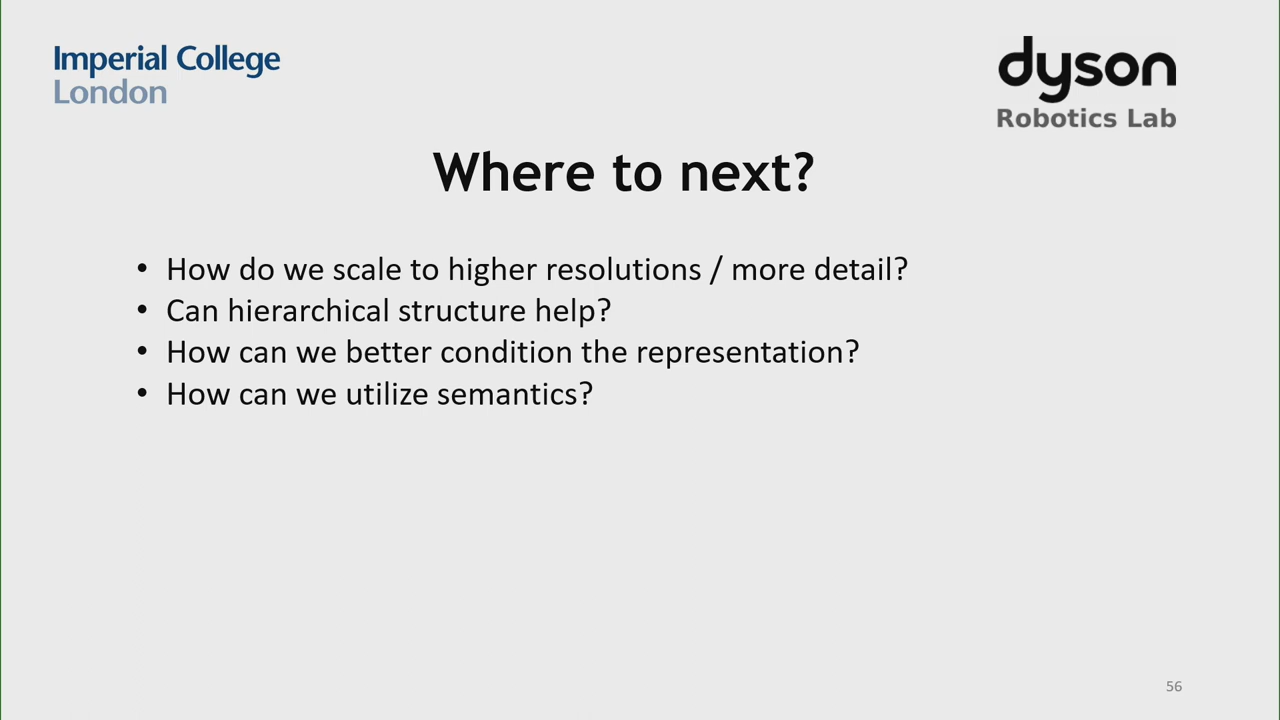 Imperial College
London
dyson
Robotics Lab
Where to next?
• How do we scale to higher resolutions / more detail?
• Can hierarchical structure help?
• How can we better condition the representation?
• How can we utilize semantics?
56